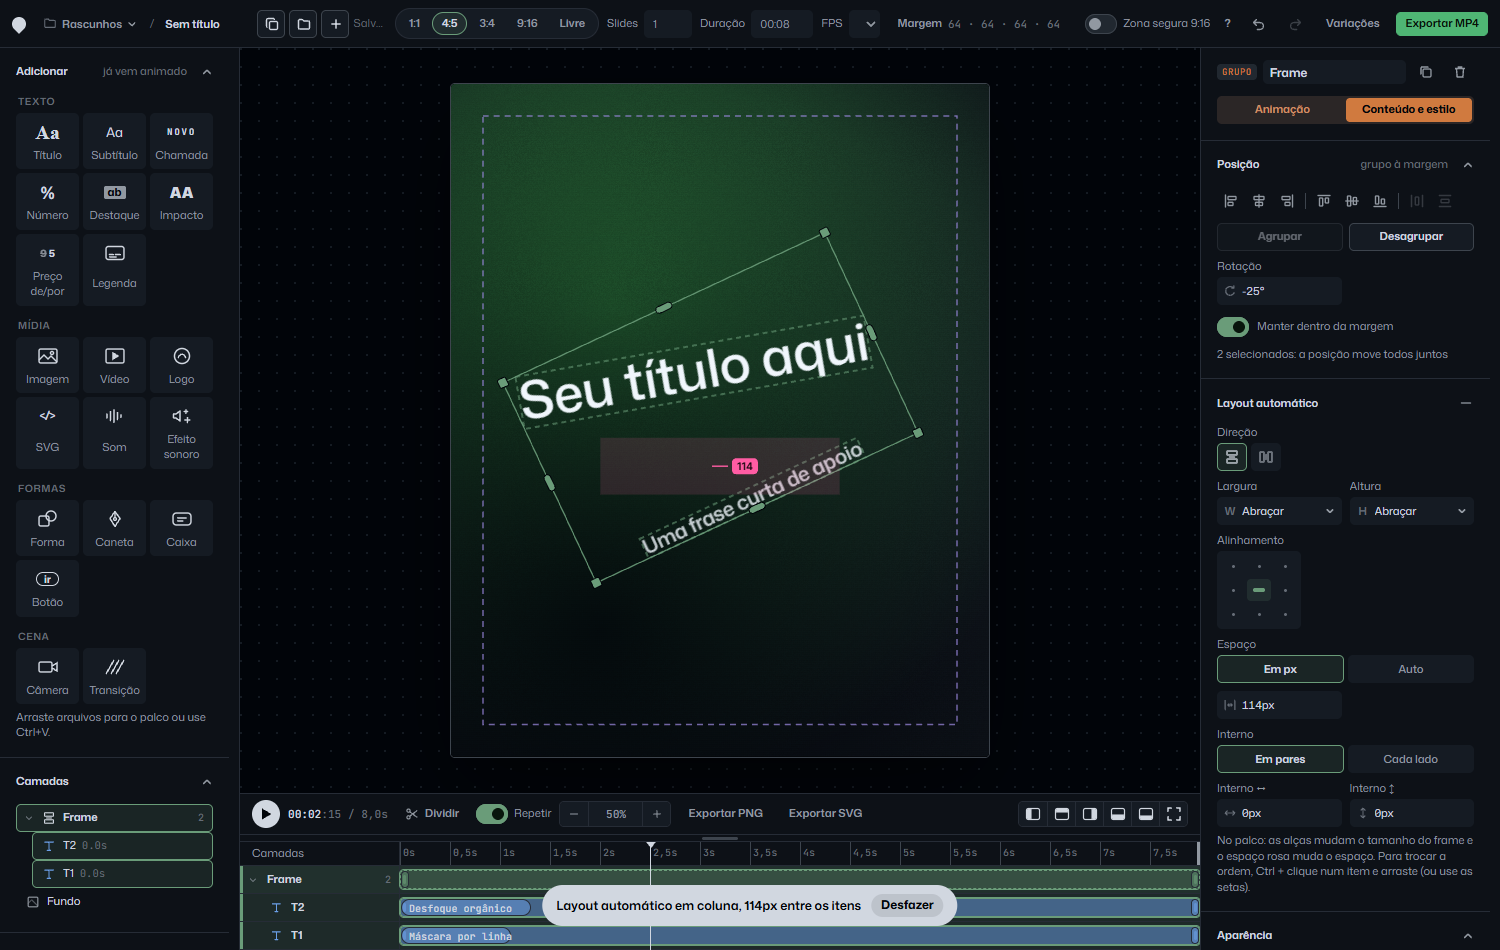 Rascunhos / Sem título
Salv...
1:1 4:5 3:4 9:16 Livre
Slides 1
Duração 00:08
FPS
Margem 64 · 64 · 64 · 64
Zona segura 9:16 ?
Variações
Exportar MP4
Adicionar já vem animado
TEXTO
Aa Aa NOVO
Título Subtítulo Chamada
% ab AA
Número Destaque Impacto
9 5
Preço de/por Legenda
MÍDIA
Imagem Vídeo Logo
</>
SVG Som Efeito sonoro
FORMAS
Forma Caneta Caixa
ir
Botão
CENA
Câmera Transição
Arraste arquivos para o palco ou use
Ctrl+V.
Camadas
Frame 2
T2 0.0s
T1 0.0s
Fundo
Seu título aqui
114
Uma frase curta de apoio
00:02:15 / 8,0s
Dividir
Repetir
− 50% +
Exportar PNG
Exportar SVG
Camadas
0s 0,5s 1s 1,5s 2s 2,5s 3s 3,5s 4s 4,5s 5s 5,5s 6s 6,5s 7s 7,5s
Frame 2
T2
Desfoque orgânico
T1
Máscara por linha
Layout automático em coluna, 114px entre os itens Desfazer
GRUPO Frame
Animação Conteúdo e estilo
Posição grupo à margem
Agrupar Desagrupar
Rotação
-25°
Manter dentro da margem
2 selecionados: a posição move todos juntos
Layout automático
Direção
Largura Altura
W Abraçar H Abraçar
Alinhamento
Espaço
Em px Auto
114px
Interno
Em pares Cada lado
Interno ↔ Interno ↕
0px 0px
No palco: as alças mudam o tamanho do frame e
o espaço rosa muda o espaço. Para trocar a
ordem, Ctrl + clique num item e arraste (ou use as
setas).
Aparência